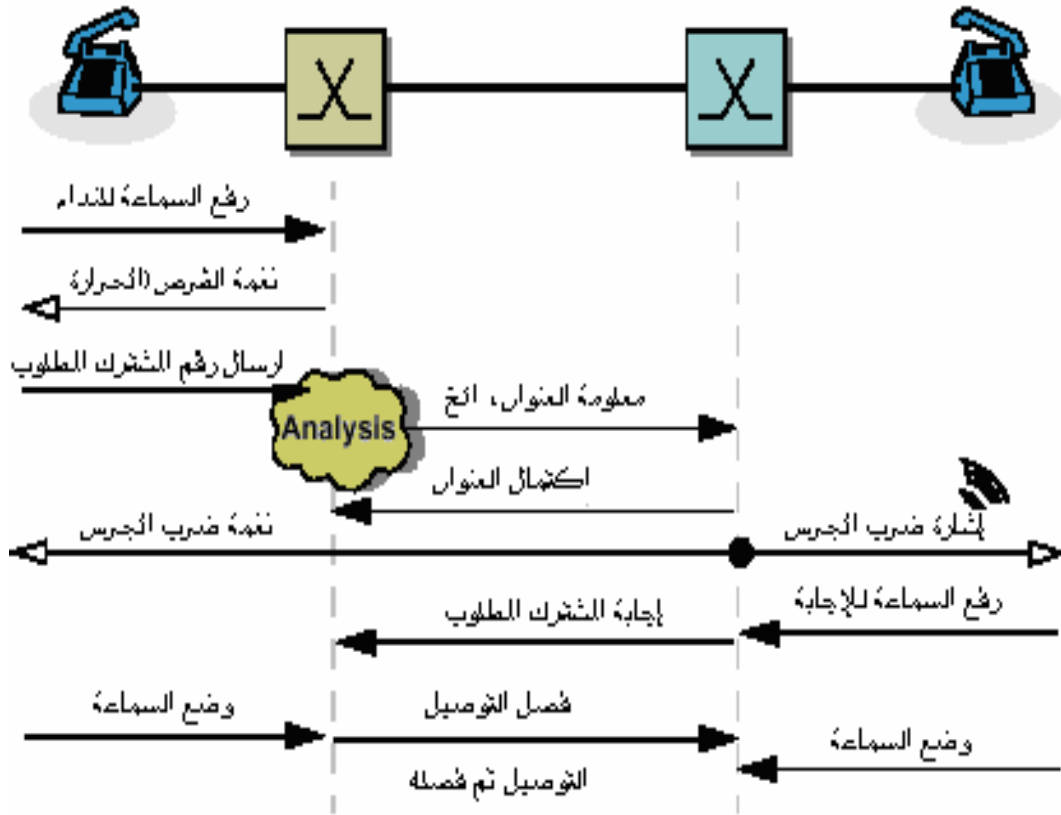 رفع السماعة للنداء
نغمة القرص (الحرارة
ارسال رقم المشترك المطلوب
Analysis
معلومة العنوان، الخ
اكتمال العنوان
نغمة ضرب الجرس
إشارة ضرب الجرس
رفع السماعة للإجابة
إجابة المشترك المطلوب
وضع السماعة
فصل التوصيل
وضع السماعة
التوصيل تم فصله